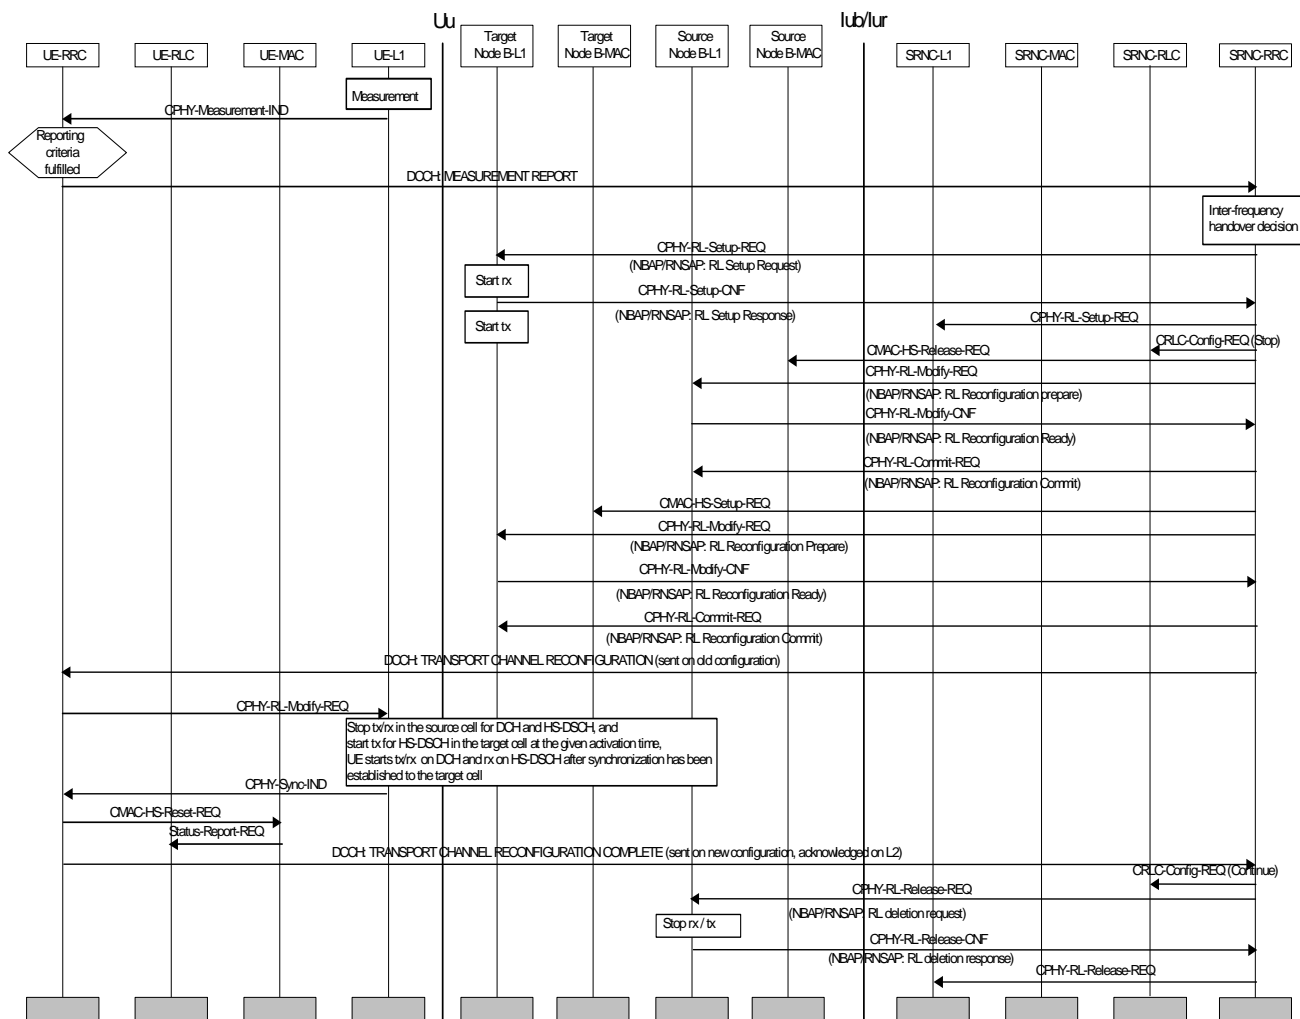 Uu
Iub/Iur
UE-RRC
UE-RLC
UE-MAC
UE-L1
Target
Node B-L1
Target
Node B-MAC
Source
Node B-L1
Source
Node B-MAC
SRNC-L1
SRNC-MAC
SRNC-RLC
SRNC-RRC
Measurement
CPHY-Measurement-IND
Reporting
criteria
fulfilled
DCCH: MEASUREMENT REPORT
Inter-frequency
handover decision
CPHY-RL-Setup-REQ
(NBAP/RNSAP: RL Setup Request)
Start rx
CPHY-RL-Setup-CNF
(NBAP/RNSAP: RL Setup Response)
Start tx
CPHY-RL-Setup-REQ
CRLC-Config-REQ (Stop)
CMAC-HS-Release-REQ
CPHY-RL-Modify-REQ
(NBAP/RNSAP: RL Reconfiguration prepare)
CPHY-RL-Modify-CNF
(NBAP/RNSAP: RL Reconfiguration Ready)
CPHY-RL-Commit-REQ
(NBAP/RNSAP: RL Reconfiguration Commit)
CMAC-HS-Setup-REQ
CPHY-RL-Modify-REQ
(NBAP/RNSAP: RL Reconfiguration Prepare)
CPHY-RL-Modify-CNF
(NBAP/RNSAP: RL Reconfiguration Ready)
CPHY-RL-Commit-REQ
(NBAP/RNSAP: RL Reconfiguration Commit)
DCCH: TRANSPORT CHANNEL RECONFIGURATION (sent on old configuration)
CPHY-RL-Modify-REQ
Stop tx/rx in the source cell for DCH and HS-DSCH, and
start tx for HS-DSCH in the target cell at the given activation time,
UE starts tx/rx on DCH and rx on HS-DSCH after synchronization has been
established to the target cell
CPHY-Sync-IND
CMAC-HS-Reset-REQ
Status-Report-REQ
DCCH: TRANSPORT CHANNEL RECONFIGURATION COMPLETE (sent on new configuration, acknowledged on L2)
CRLC-Config-REQ (Continue)
CPHY-RL-Release-REQ
(NBAP/RNSAP: RL deletion request)
Stop rx / tx
CPHY-RL-Release-CNF
(NBAP/RNSAP: RL deletion response)
CPHY-RL-Release-REQ